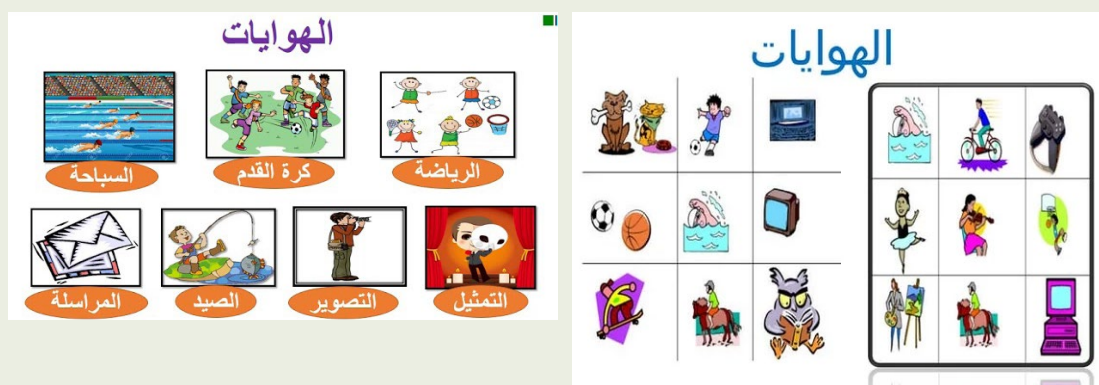 الهوايات
الرياضة
كرة القدم
السباحة
التمثيل
التصوير
الصيد
المراسلة
الهوايات